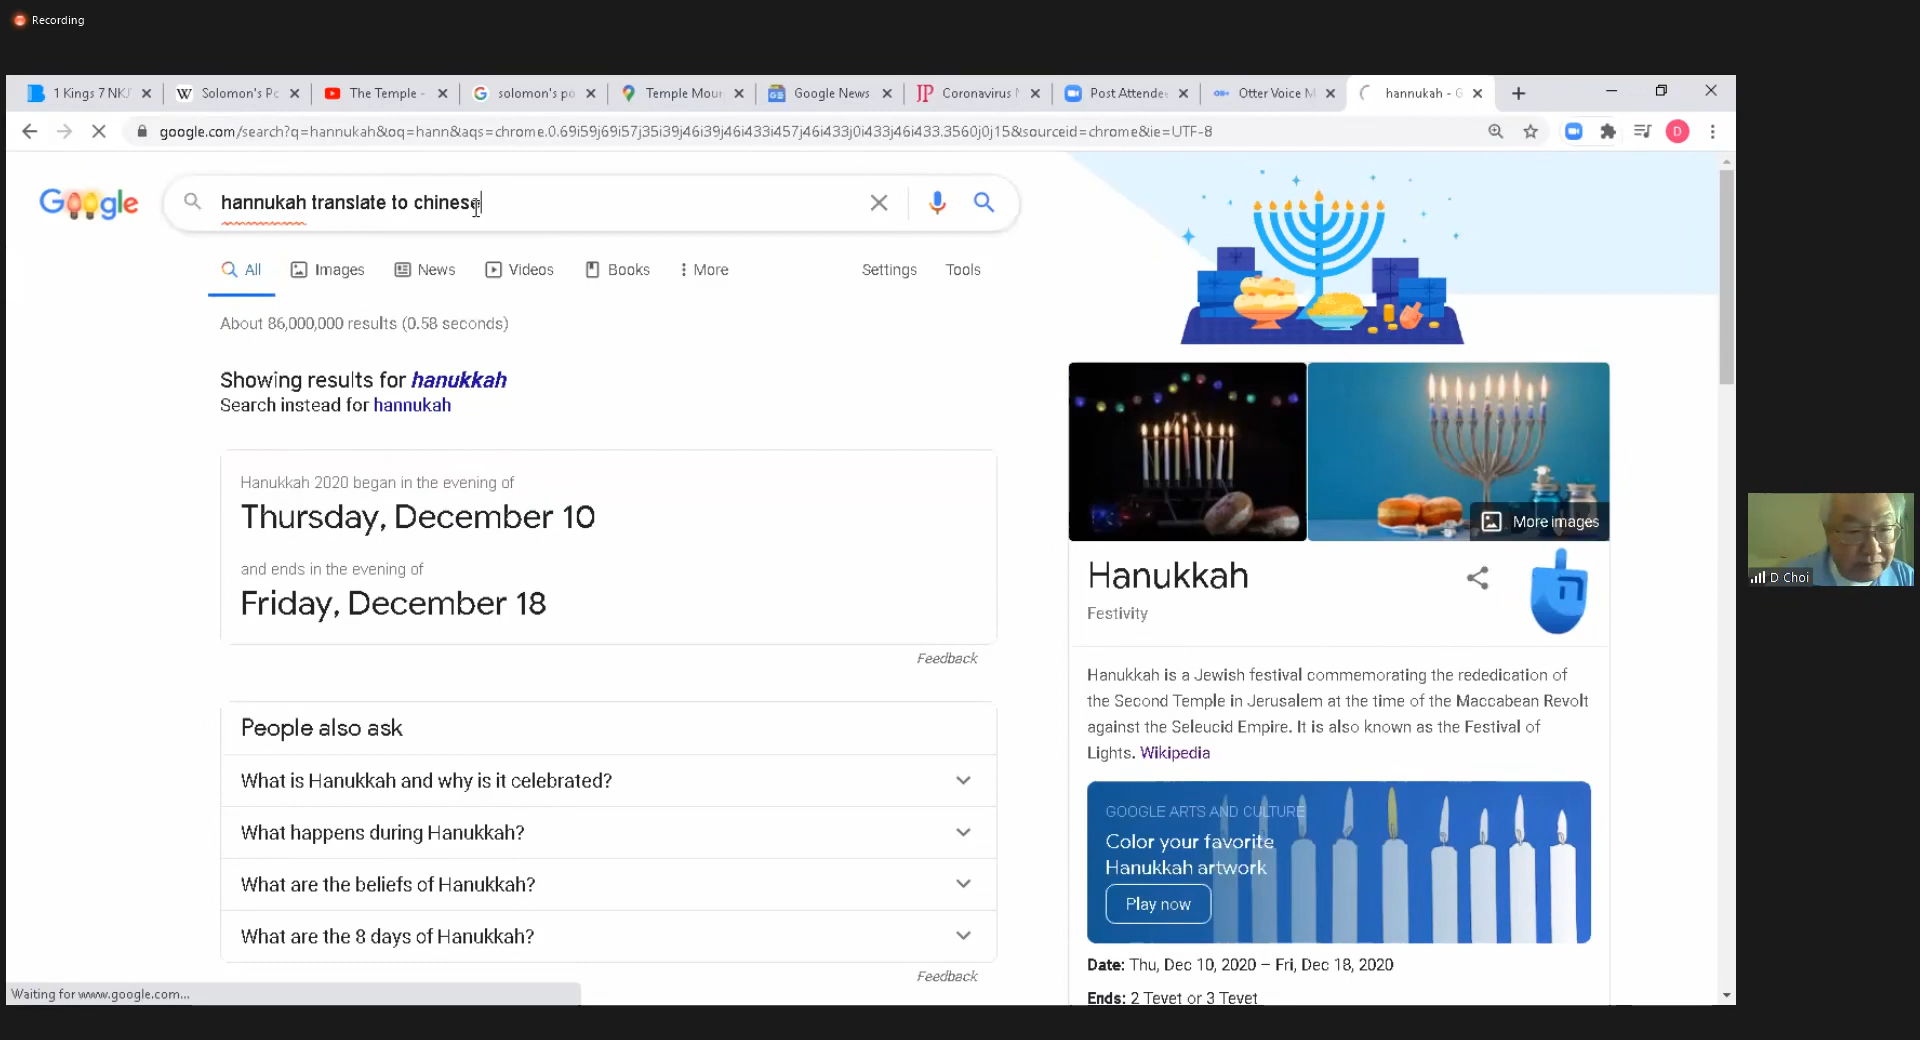 Recording
1 Kings 7 NKJ
Solomon's Po
The Temple -
solomon's po
Temple Mour
Google News
Coronavirus
Post Attende
Otter Voice M
hannukah - G
google.com/search?q=hannukah&oq=hann&aqs=chrome.0.69i59j69i57j35i39j46i39j46i433i457j46i433j0i433j46i433.3560j0j15&sourceid=chrome&ie=UTF-8
D
Google
hannukah translate to chinese
All
Images
News
Videos
Books
More
Settings
Tools
About 86,000,000 results (0.58 seconds)
Showing results for hanukkah
Search instead for hannukah
Hanukkah 2020 began in the evening of
Thursday, December 10
and ends in the evening of
Friday, December 18
Feedback
People also ask
What is Hanukkah and why is it celebrated?
What happens during Hanukkah?
What are the beliefs of Hanukkah?
What are the 8 days of Hanukkah?
Feedback
Waiting for www.google.com...
More images
Hanukkah
Festivity
Hanukkah is a Jewish festival commemorating the rededication of
the Second Temple in Jerusalem at the time of the Maccabean Revolt
against the Seleucid Empire. It is also known as the Festival of
Lights. Wikipedia
GOOGLE ARTS AND CULTURE
Color your favorite
Hanukkah artwork
Play now
Date: Thu, Dec 10, 2020 – Fri, Dec 18, 2020
Ends: 2 Tevet or 3 Tevet
D Choi